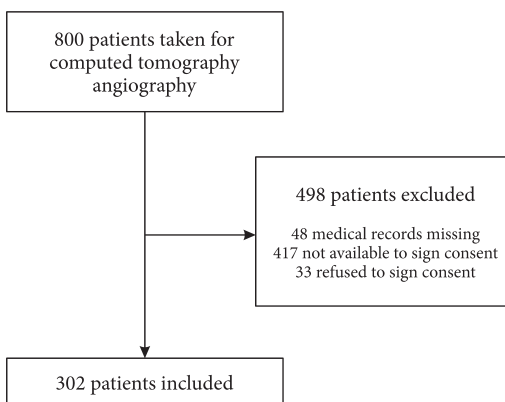 800 patients taken for
computed tomography
angiography
498 patients excluded
48 medical records missing
417 not available to sign consent
33 refused to sign consent
302 patients included